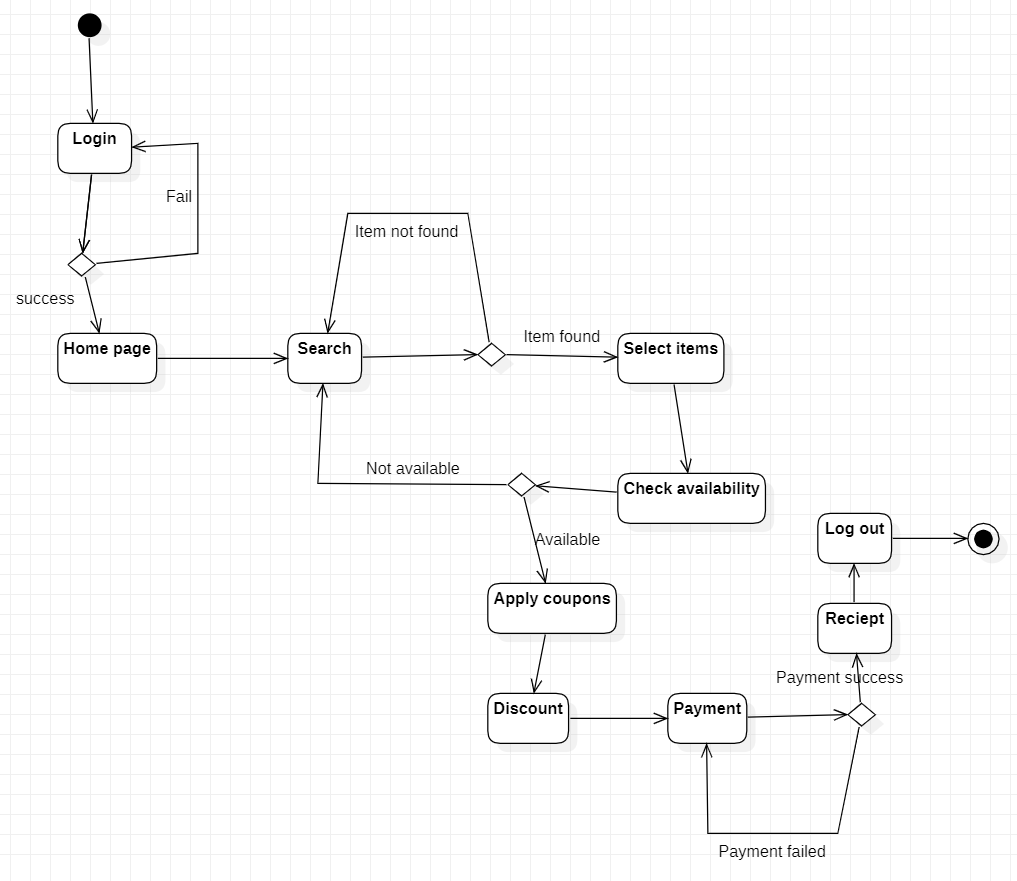 Login
Fail
success
Home page
Search
Item not found
Item found
Select items
Not available
Check availability
Available
Apply coupons
Discount
Payment
Payment failed
Payment success
Reciept
Log out